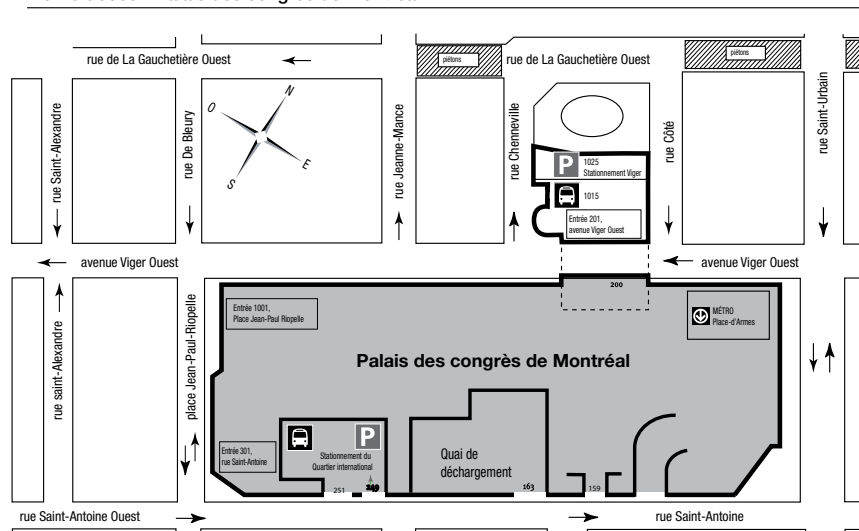 rue de La Gauchetière Ouest
piétons
rue de La Gauchetière Ouest
piétons
rue Saint-Alexandre
rue De Bleury
O
N
S
E
rue Jeanne-Mance
rue Chenneville
rue Côté
rue Saint-Urbain
P
1025
Stationnement Viger
1015
Entrée 201,
avenue Viger Ouest
avenue Viger Ouest
avenue Viger Ouest
200
Entrée 1001,
Place Jean-Paul Riopelle
MÉTRO
Place-d'Armes
rue saint-Alexandre
place Jean-Paul-Riopelle
Palais des congrès de Montréal
Entrée 301,
rue Saint-Antoine
P
Stationnement du
Quartier international
251
249
Quai de
déchargement
163
159
rue Saint-Antoine Ouest
rue Saint-Antoine